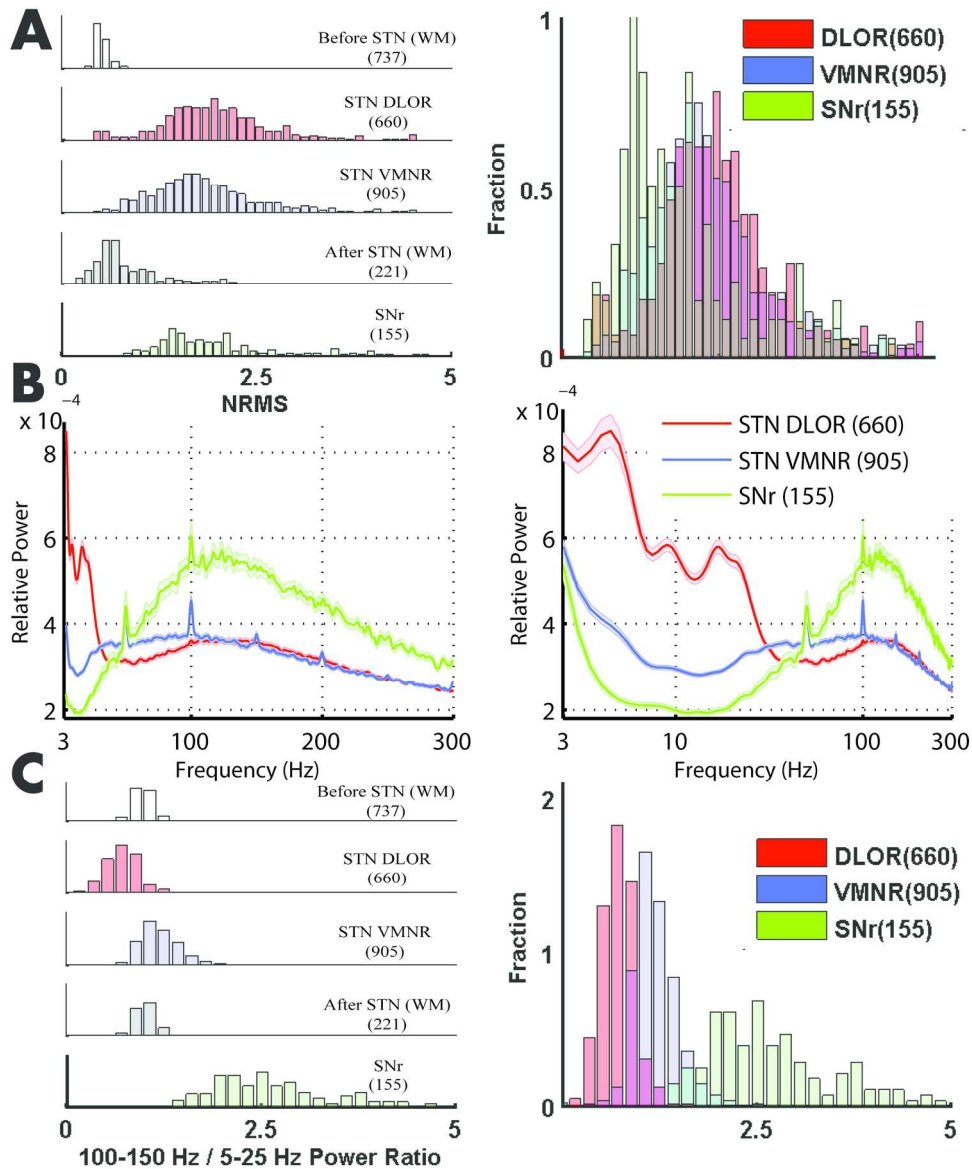 A
Before STN (WM)
(737)
STN DLOR
(660)
STN VMNR
(905)
After STN (WM)
(221)
SNr
(155)
0
2.5
5
NRMS
1
0.5
0
Fraction
DLOR(660)
VMNR(905)
SNr(155)
B
x 10
−4
8
6
4
2
Relative Power
3
100
200
300
Frequency (Hz)
x 10
−4
8
6
4
2
Relative Power
STN DLOR (660)
STN VMNR (905)
SNr (155)
3
10
100
300
Frequency (Hz)
C
Before STN (WM)
(737)
STN DLOR
(660)
STN VMNR
(905)
After STN (WM)
(221)
SNr
(155)
0
2.5
5
100-150 Hz / 5-25 Hz Power Ratio
2
1
0
Fraction
DLOR(660)
VMNR(905)
SNr(155)
2.5
5